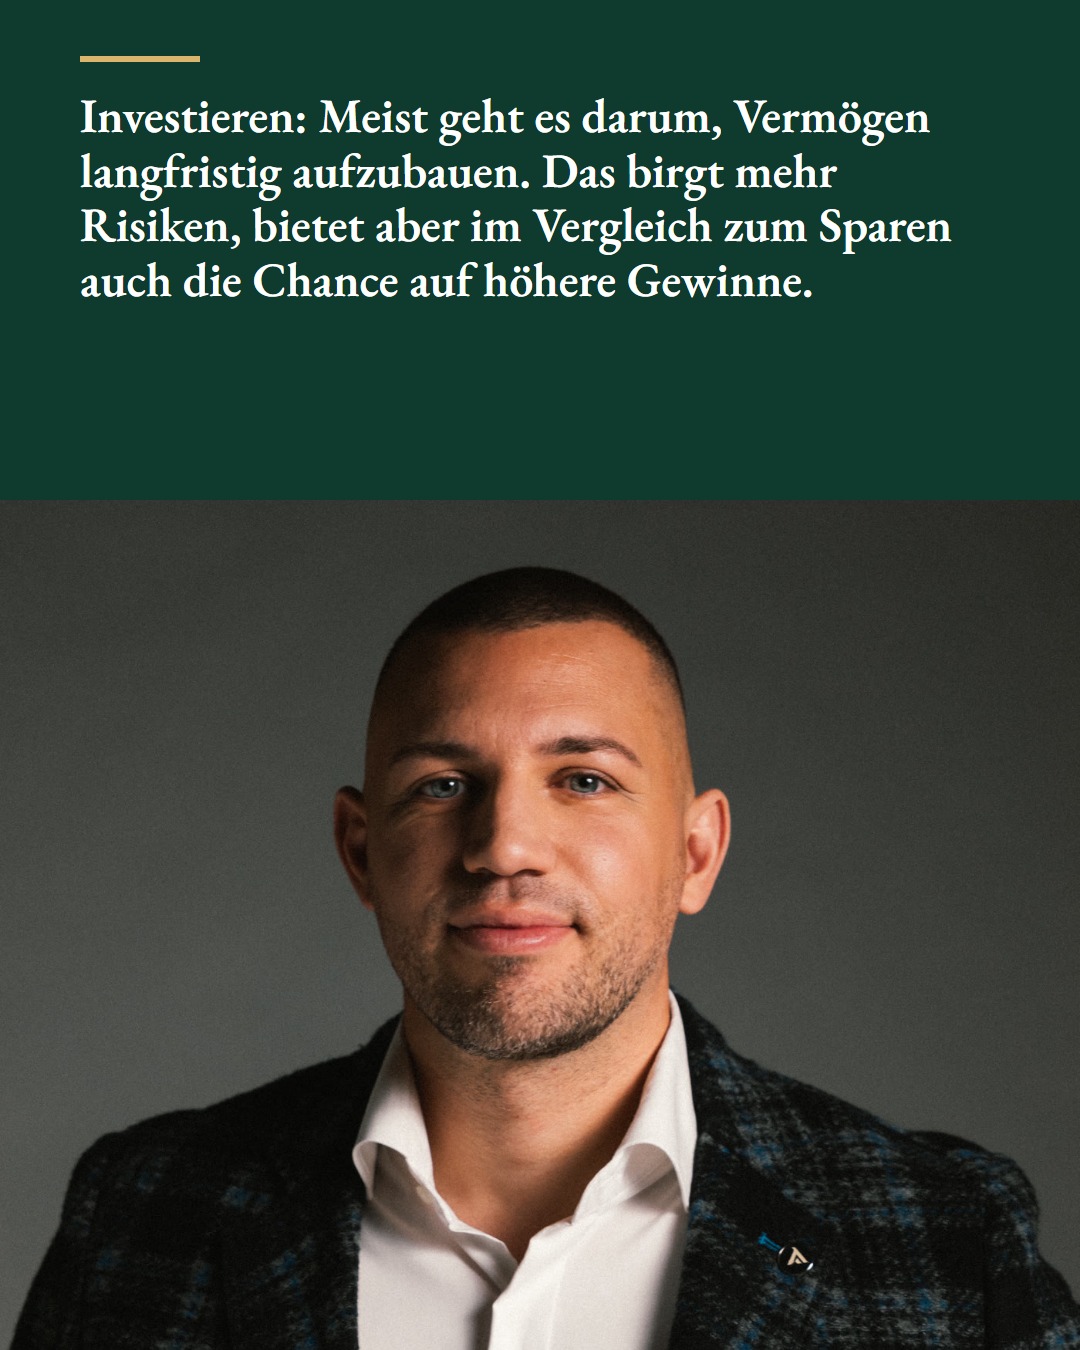 Investieren: Meist geht es darum, Vermögen
langfristig aufzubauen. Das birgt mehr
Risiken, bietet aber im Vergleich zum Sparen
auch die Chance auf höhere Gewinne.